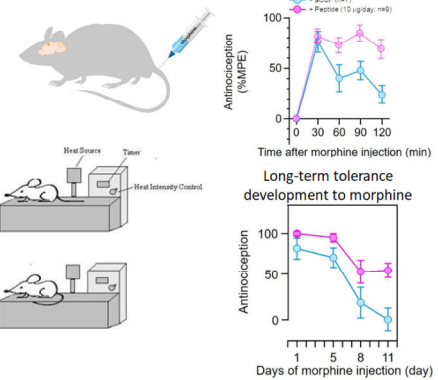 + Peptide (10 μg/day; n=9)
Antinociception
(%MPE)
100
50
0
0 30 60 90 120
Time after morphine injection (min)
Heat Source
Timer
Heat Intensity Control
Long-term tolerance
development to morphine
Antinociception
100
50
0
1 5 8 11
Days of morphine injection (day)